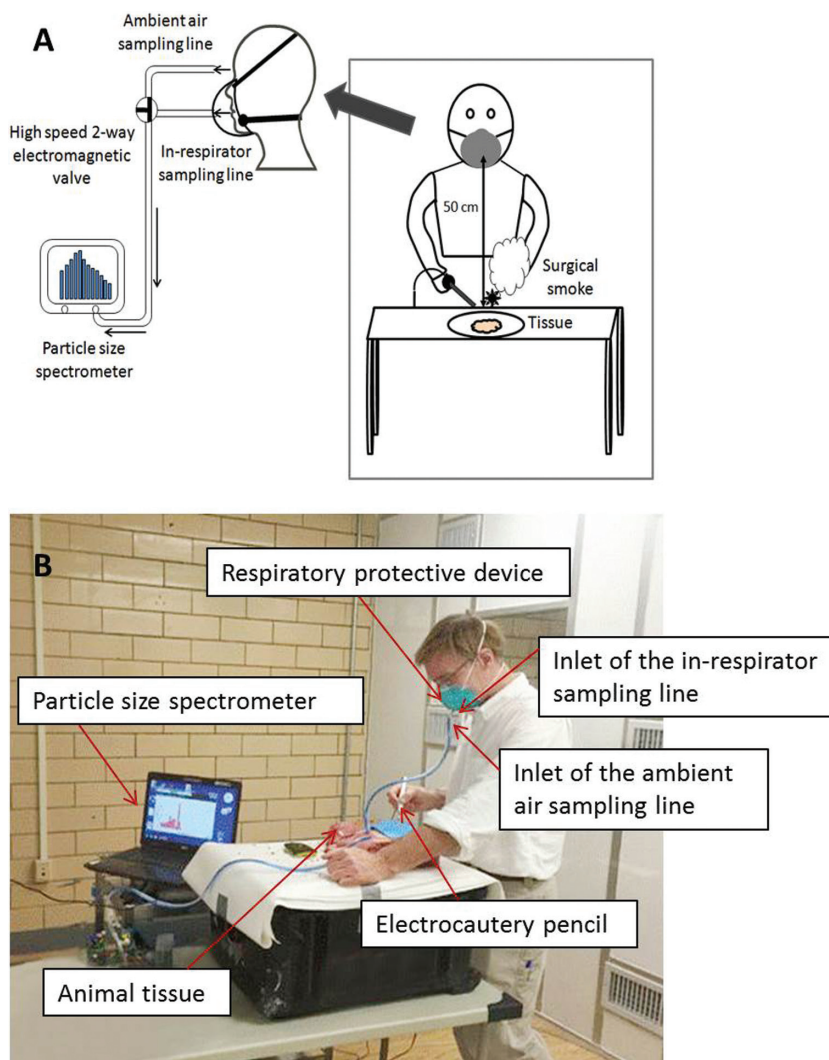 A
Ambient air
sampling line
High speed 2-way
electromagnetic
valve
In-respirator
sampling line
Particle size
spectrometer
50 cm
Surgical
smoke
Tissue
B
Respiratory protective device
Particle size spectrometer
Inlet of the in-respirator
sampling line
Inlet of the ambient
air sampling line
Electrocautery pencil
Animal tissue